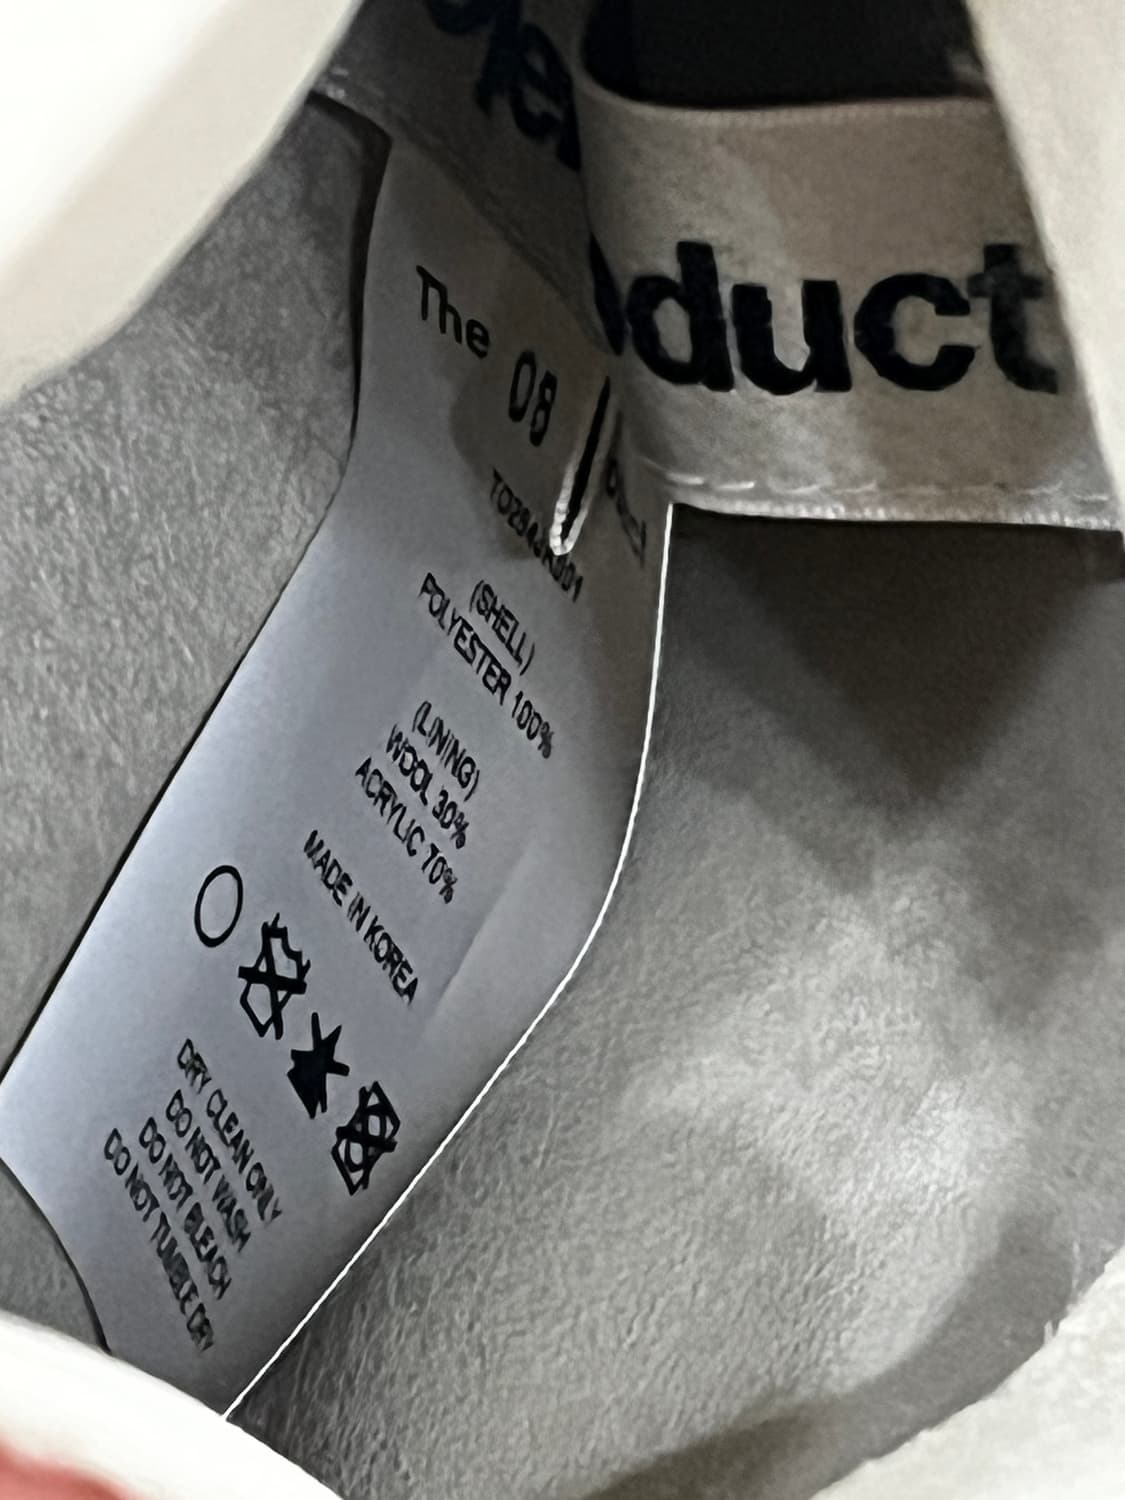 duct
The
08
(SHELL)
POLYESTER 100%
(LINING)
WOOL 30%
ACRYLIC 70%
MADE IN KOREA
DRY CLEAN ONLY
DO NOT WASH
DO NOT BLEACH
DO NOT TUMBLE DRY